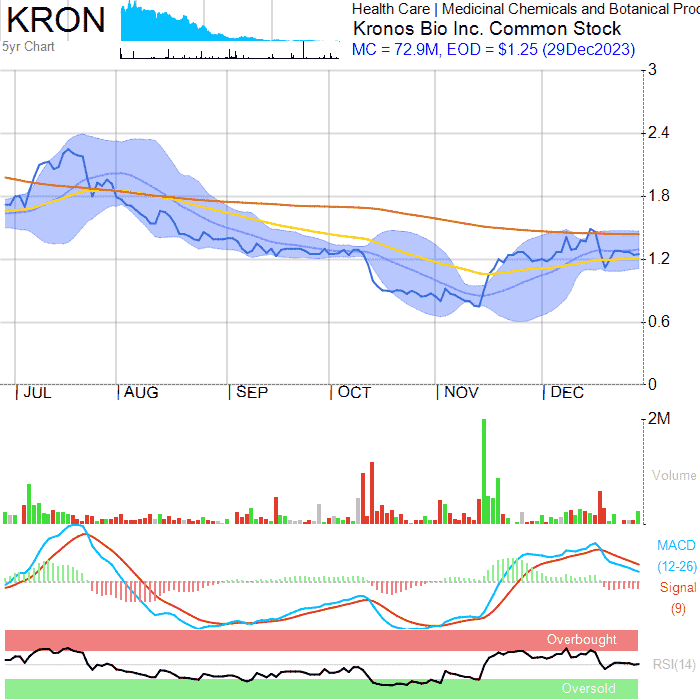 KRON
5yr Chart
Health Care | Medicinal Chemicals and Botanical Proc
Kronos Bio Inc. Common Stock
MC = 72.9M, EOD = $1.25 (29Dec2023)
3
2.4
1.8
1.2
0.6
0
JUL AUG SEP OCT NOV DEC
2M
Volume
MACD
(12-26)
Signal
(9)
Overbought
RSI(14)
Oversold